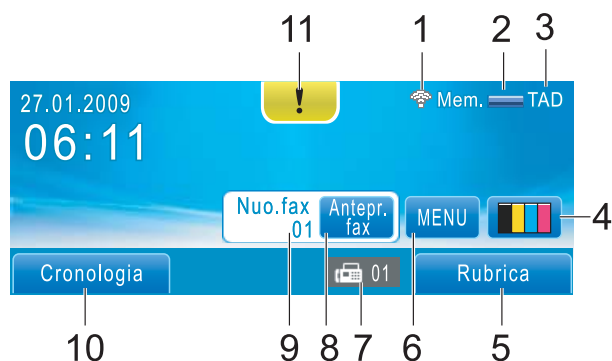 11 1 2 3
27.01.2009 ! Mem. TAD
06:11
Nuo.fax Antepr. MENU 4
01 fax
Cronologia 01 Rubrica
10 9 8 7 6 5